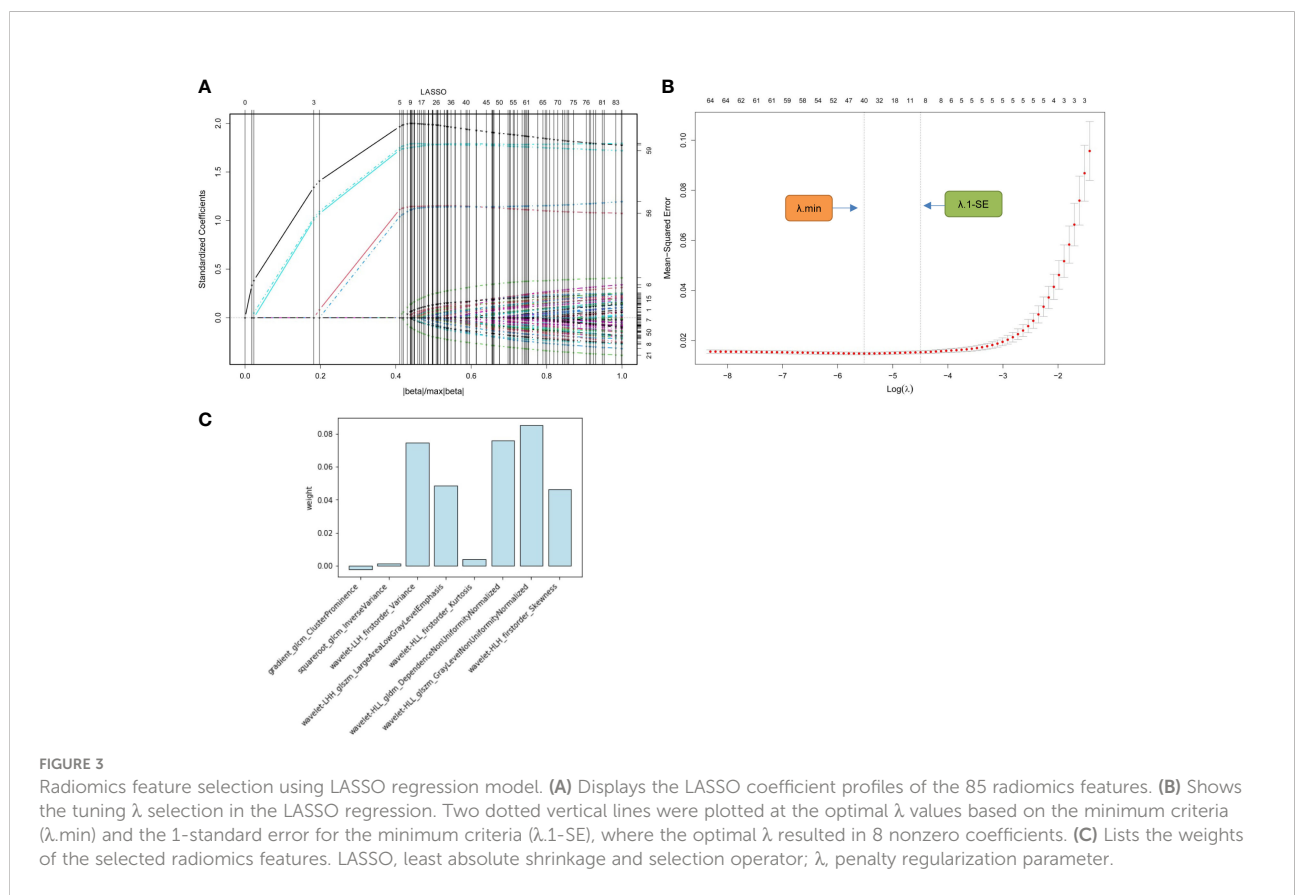 A
LASSO
0 3 5 9 17 26 36 42 45 50 55 61 65 70 75 76 81 83
Standardized Coefficients
2.0
1.5
1.0
0.5
0.0
59
56
6
15
1
7
50
8
21
0.0 0.2 0.4 0.6 0.8 1.0
|beta|/max|beta|
B
64 64 62 61 61 59 58 54 52 47 40 32 18 11 8 8 6 5 5 5 5 5 5 5 5 4 3 3 3
Mean−Squared Error
0.10
0.08
0.06
0.04
0.02
λ.min
λ.1-SE
−8 −7 −6 −5 −4 −3 −2
Log(λ)
C
weight
0.08
0.06
0.04
0.02
0.00
gradient_glcm_ClusterProminence
squareroot_glcm_InverseVariance
wavelet-LLH_firstorder_Variance
wavelet-LHH_glszm_LargeAreaLowGrayLevelEmphasis
wavelet-HLL_firstorder_Kurtosis
wavelet-HLL_gldm_DependenceNonUniformityNormalized
wavelet-HLL_glszm_GrayLevelNonUniformityNormalized
wavelet-HLH_firstorder_Skewness
FIGURE 3
Radiomics feature selection using LASSO regression model. (A) Displays the LASSO coefficient profiles of the 85 radiomics features. (B) Shows
the tuning λ selection in the LASSO regression. Two dotted vertical lines were plotted at the optimal λ values based on the minimum criteria
(λ.min) and the 1-standard error for the minimum criteria (λ.1-SE), where the optimal λ resulted in 8 nonzero coefficients. (C) Lists the weights
of the selected radiomics features. LASSO, least absolute shrinkage and selection operator; λ, penalty regularization parameter.